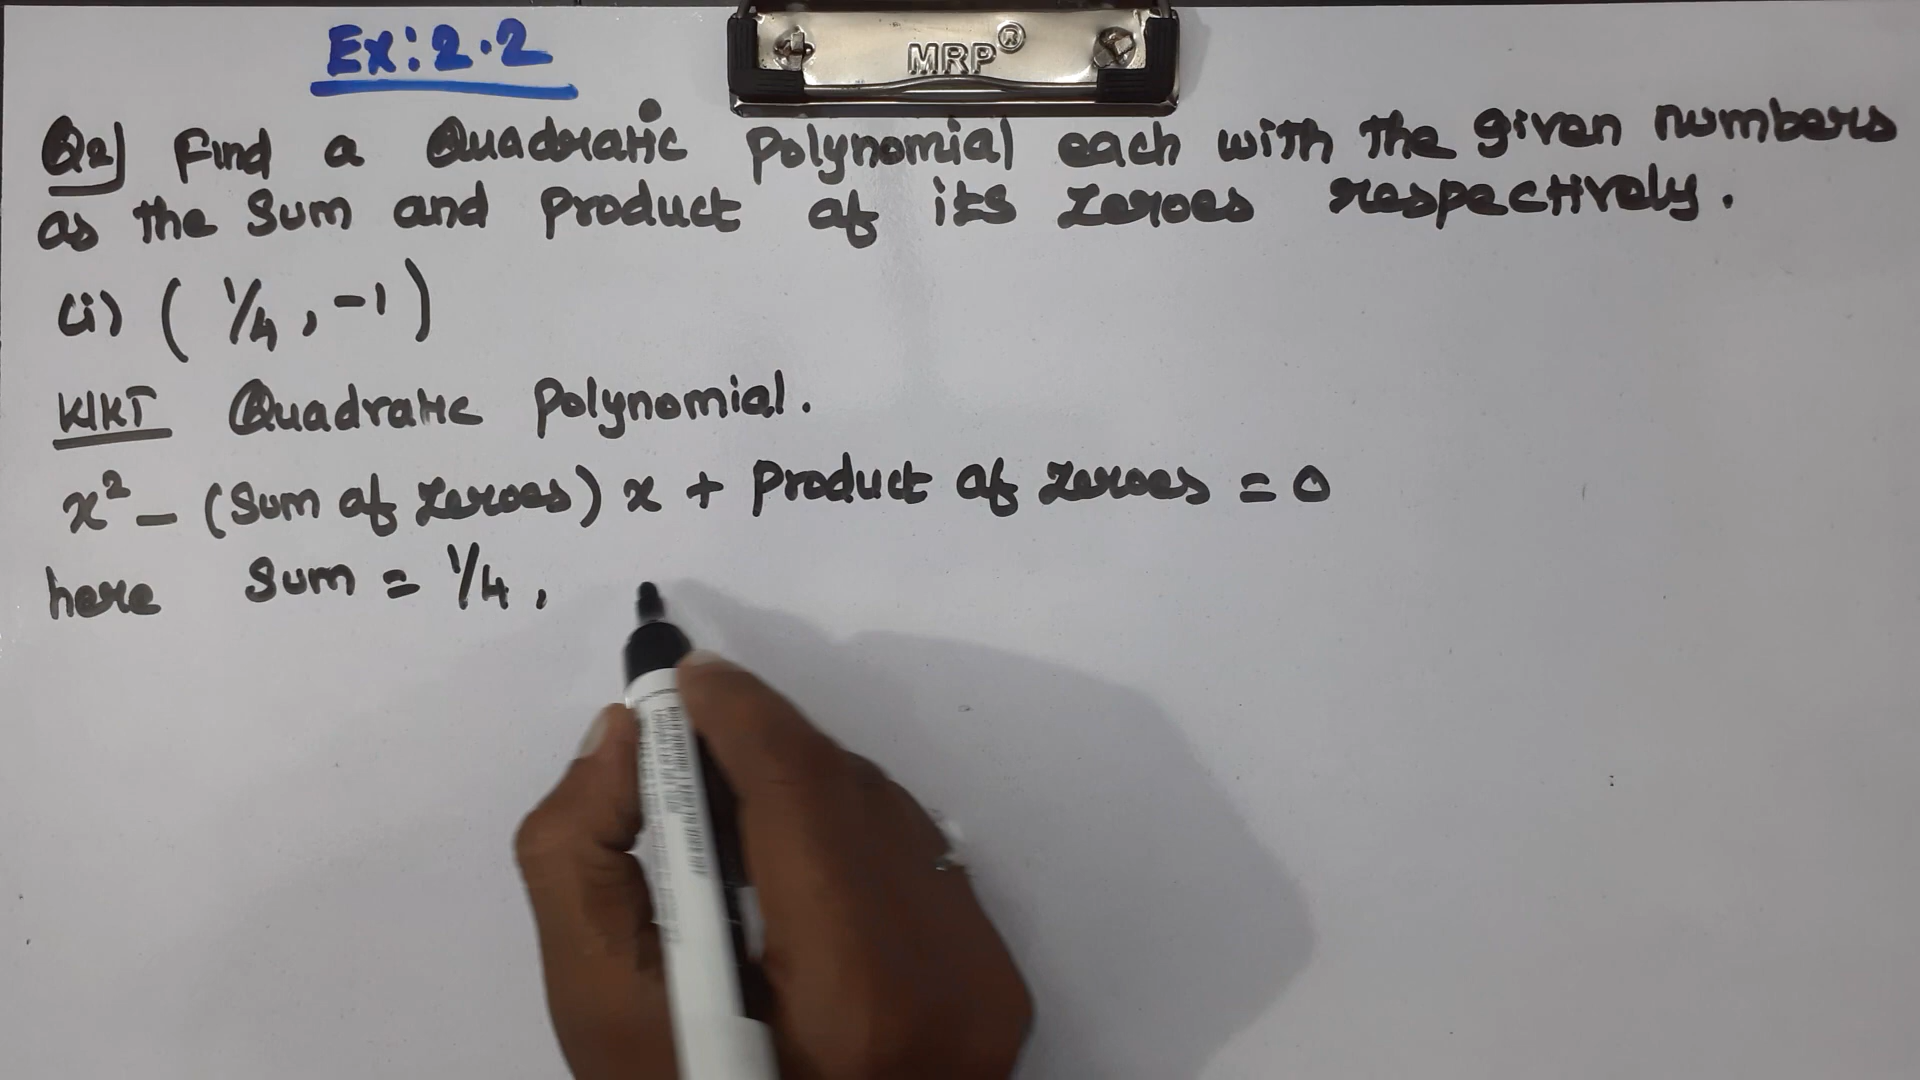 Ex: 2.2
MRP®
Q2) Find a Quadratic Polynomial each with the given numbers
as the Sum and Product of its Zeroes respectively.
(i) ( 1/4, -1)
WKT Quadratic Polynomial.
x² - (Sum of Zeroes) x + Product of Zeroes = 0
here Sum = 1/4,